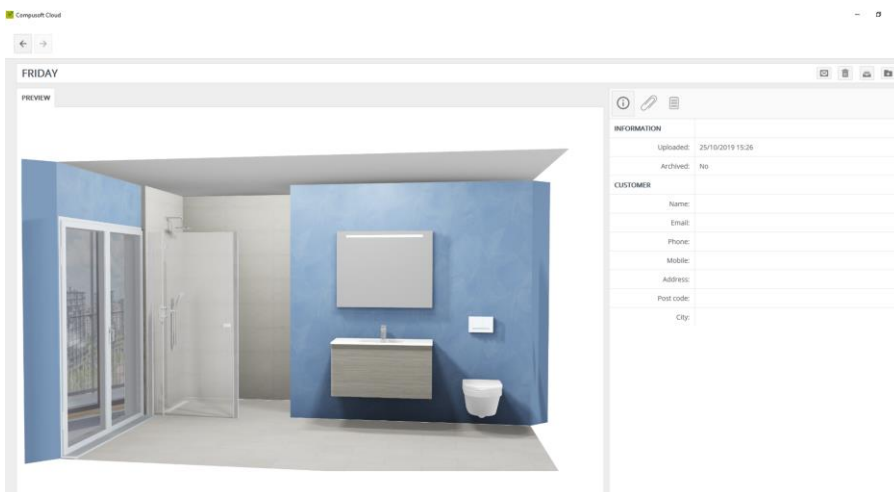 Compusoft Cloud
FRIDAY
PREVIEW
INFORMATION
Uploaded: 25/10/2019 15:26
Archived: No
CUSTOMER
Name:
Email:
Phone:
Mobile:
Address:
Post code:
City: